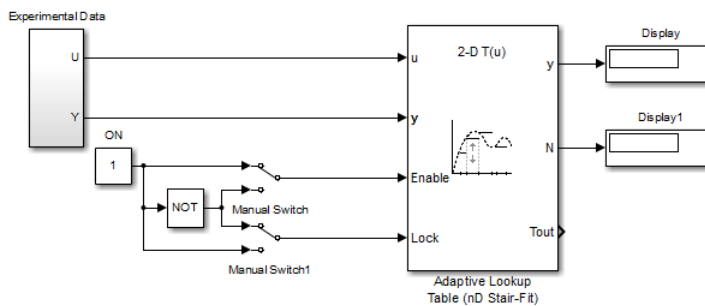 Experimental Data
U
Y
ON
1
NOT
Manual Switch
Manual Switch1
2-D T(u)
u
y
Enable
Lock
y
N
Tout
Adaptive Lookup
Table (nD Stair-Fit)
Display
Display1